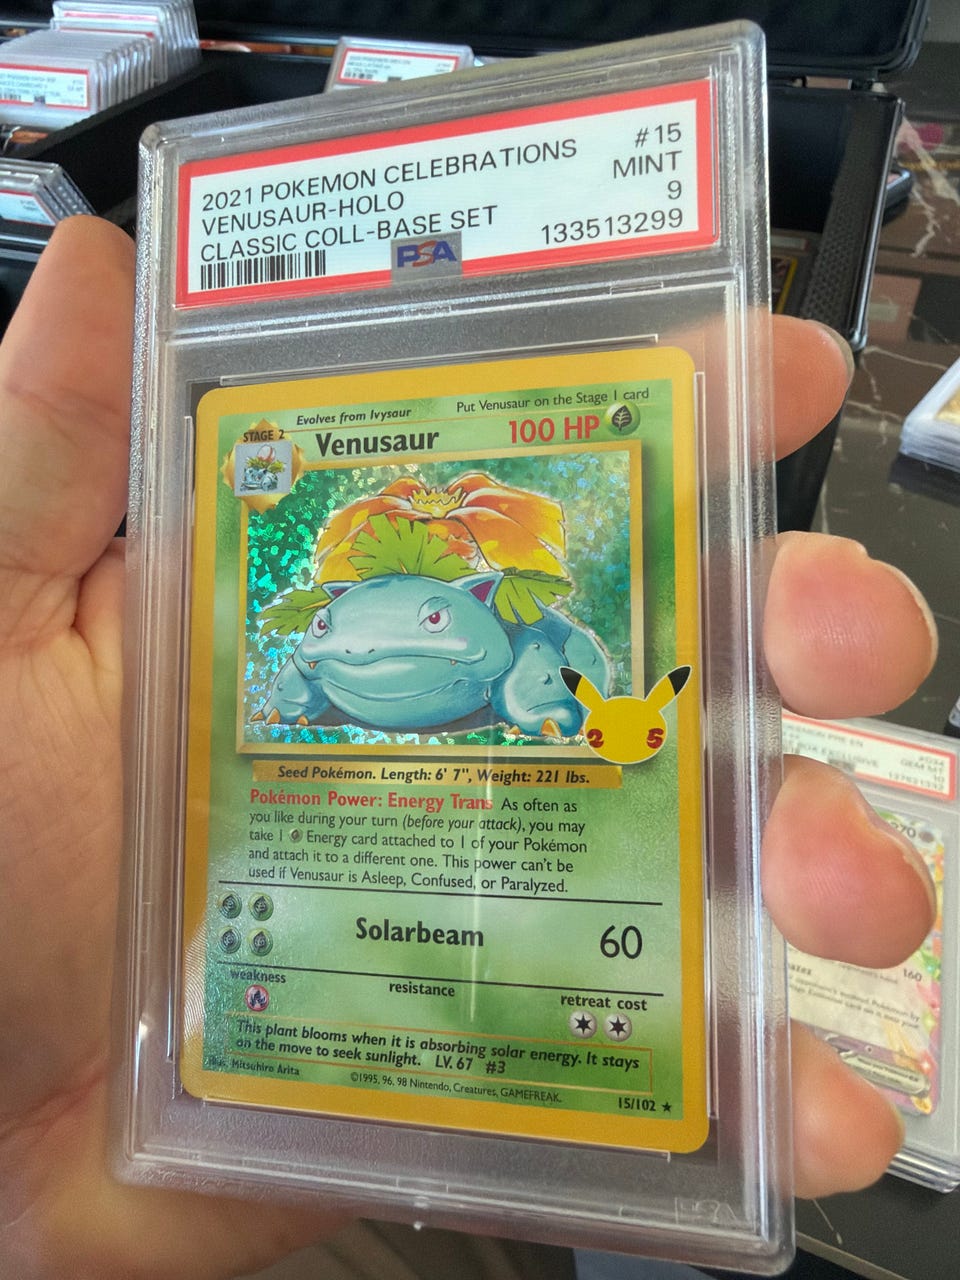 2021 POKEMON CELEBRATIONS
#15
VENUSAUR-HOLO
MINT
CLASSIC COLL-BASE SET
9
PSA
133513299
Evolves from Ivysaur
Put Venusaur on the Stage 1 card
STAGE 2
Venusaur
100 HP
25
Seed Pokémon. Length: 6' 7", Weight: 221 lbs.
Pokémon Power: Energy Trans As often as
you like during your turn (before your attack), you may
take 1 Energy card attached to 1 of your Pokémon
and attach it to a different one. This power can't be
used if Venusaur is Asleep, Confused, or Paralyzed.
Solarbeam
60
weakness
resistance
retreat cost
This plant blooms when it is absorbing solar energy. It stays
on the move to seek sunlight. LV. 67 #3
Illus. Mitsuhiro Arita
©1995, 96, 98 Nintendo, Creatures, GAMEFREAK.
15/102 ★
GEM MT
10
160